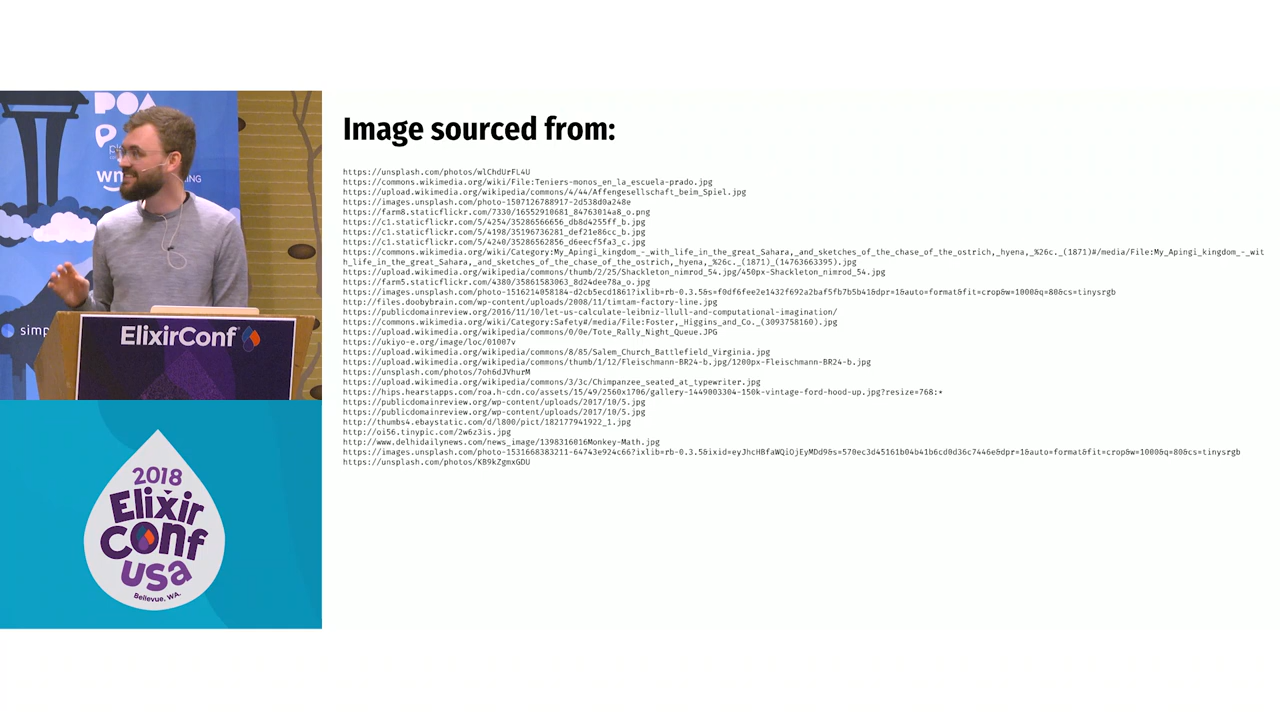 POA
P
wm
NG
simp
ElixirConf
2018
Elixir
Conf
USA
Bellevue, WA.
Image sourced from:
https://unsplash.com/photos/wlChdUrFL4U
https://commons.wikimedia.org/wiki/File:Teniers-monos_en_la_escuela-prado.jpg
https://upload.wikimedia.org/wikipedia/commons/4/44/Affengesellschaft_beim_Spiel.jpg
https://images.unsplash.com/photo-1507126788917-2d538d0a248e
https://farm8.staticflickr.com/7330/16552910681_84763014a8_o.png
https://c1.staticflickr.com/5/4254/35286566656_db8d4255ff_b.jpg
https://c1.staticflickr.com/5/4198/35196736281_def21e86cc_b.jpg
https://c1.staticflickr.com/5/4240/35286562856_d6eecf5fa3_c.jpg
https://commons.wikimedia.org/wiki/Category:My_Apingi_kingdom_-_with_life_in_the_great_Sahara,_and_sketches_of_the_chase_of_the_ostrich,_hyena,_%26c._(1871)#/media/File:My_Apingi_kingdom_-_wit
h_life_in_the_great_Sahara,_and_sketches_of_the_chase_of_the_ostrich,_hyena,_%26c._(1871)_(14763663395).jpg
https://upload.wikimedia.org/wikipedia/commons/thumb/2/25/Shackleton_nimrod_54.jpg/450px-Shackleton_nimrod_54.jpg
https://farm5.staticflickr.com/4380/35861583063_8d24dee78a_o.jpg
https://images.unsplash.com/photo-1516214058184-d2cb5ecd1861?ixlib=rb-0.3.5&s=f0df6fee2e1432f692a2baf5fb7b5b41&dpr=1&auto=format&fit=crop&w=1000&q=80&cs=tinysrgb
http://files.doobybrain.com/wp-content/uploads/2008/11/timtam-factory-line.jpg
https://publicdomainreview.org/2016/11/10/let-us-calculate-leibniz-llull-and-computational-imagination/
https://commons.wikimedia.org/wiki/Category:Safety#/media/File:Foster,_Higgins_and_Co._(3093758160).jpg
https://upload.wikimedia.org/wikipedia/commons/0/0e/Tote_Rally_Night_Queue.JPG
https://ukiyo-e.org/image/loc/01007v
https://upload.wikimedia.org/wikipedia/commons/8/85/Salem_Church_Battlefield_Virginia.jpg
https://upload.wikimedia.org/wikipedia/commons/thumb/1/12/Fleischmann-BR24-b.jpg/1200px-Fleischmann-BR24-b.jpg
https://unsplash.com/photos/7oh6dJVhurM
https://upload.wikimedia.org/wikipedia/commons/3/3c/Chimpanzee_seated_at_typewriter.jpg
https://hips.hearstapps.com/roa.h-cdn.co/assets/15/49/2560x1706/gallery-1449003304-150k-vintage-ford-hood-up.jpg?resize=768:*
https://publicdomainreview.org/wp-content/uploads/2017/10/5.jpg
https://publicdomainreview.org/wp-content/uploads/2017/10/5.jpg
http://thumbs4.ebaystatic.com/d/l800/pict/182177941922_1.jpg
http://oi56.tinypic.com/2w6z3is.jpg
http://www.delhidailynews.com/news_image/1398316016Monkey-Math.jpg
https://images.unsplash.com/photo-1531668383211-64743e924c66?ixlib=rb-0.3.5&ixid=eyJhcHBfaWQiOjEyMDd9&s=570ec3d45161b04b41b6cd0d36c7446e&dpr=1&auto=format&fit=crop&w=1000&q=80&cs=tinysrgb
https://unsplash.com/photos/KB9kZgmxGDU